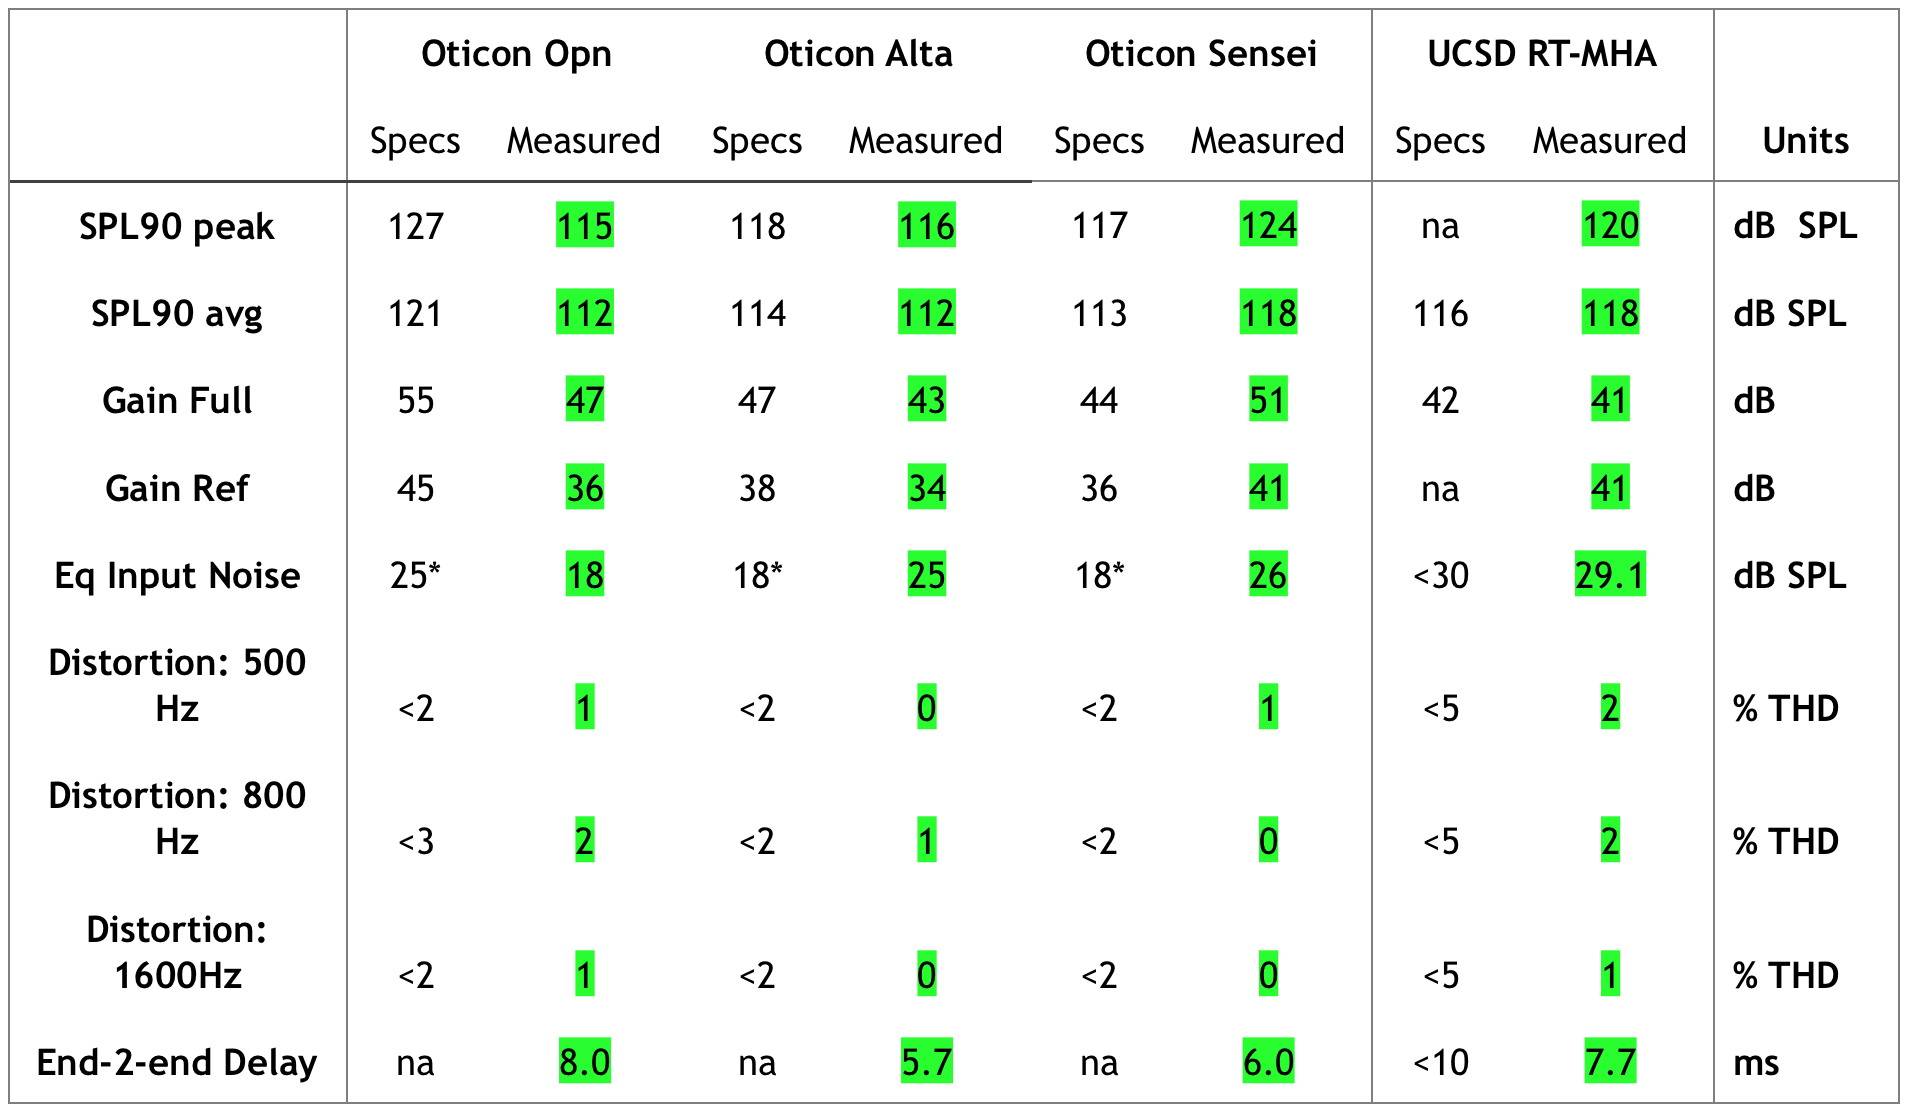 Oticon Opn Oticon Alta Oticon Sensei UCSD RT-MHA
Specs Measured Specs Measured Specs Measured Specs Measured Units
SPL90 peak 127 115 118 116 117 124 na 120 dB SPL
SPL90 avg 121 112 114 112 113 118 116 118 dB SPL
Gain Full 55 47 47 43 44 51 42 41 dB
Gain Ref 45 36 38 34 36 41 na 41 dB
Eq Input Noise 25* 18 18* 25 18* 26 <30 29.1 dB SPL
Distortion: 500
Hz <2 1 <2 0 <2 1 <5 2 % THD
Distortion: 800
Hz <3 2 <2 1 <2 0 <5 2 % THD
Distortion:
1600Hz <2 1 <2 0 <2 0 <5 1 % THD
End-2-end Delay na 8.0 na 5.7 na 6.0 <10 7.7 ms